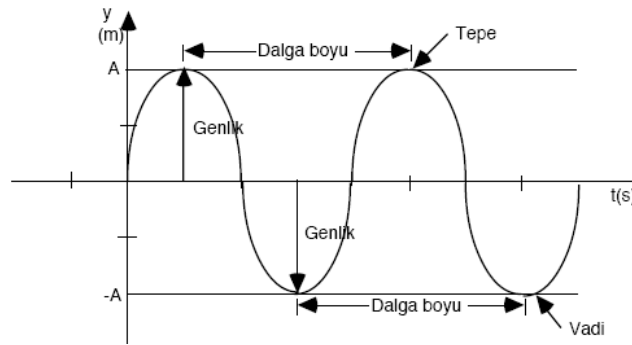 y
(m)
Dalga boyu
Tepe
A
Genlik
t(s)
Genlik
-A
Dalga boyu
Vadi